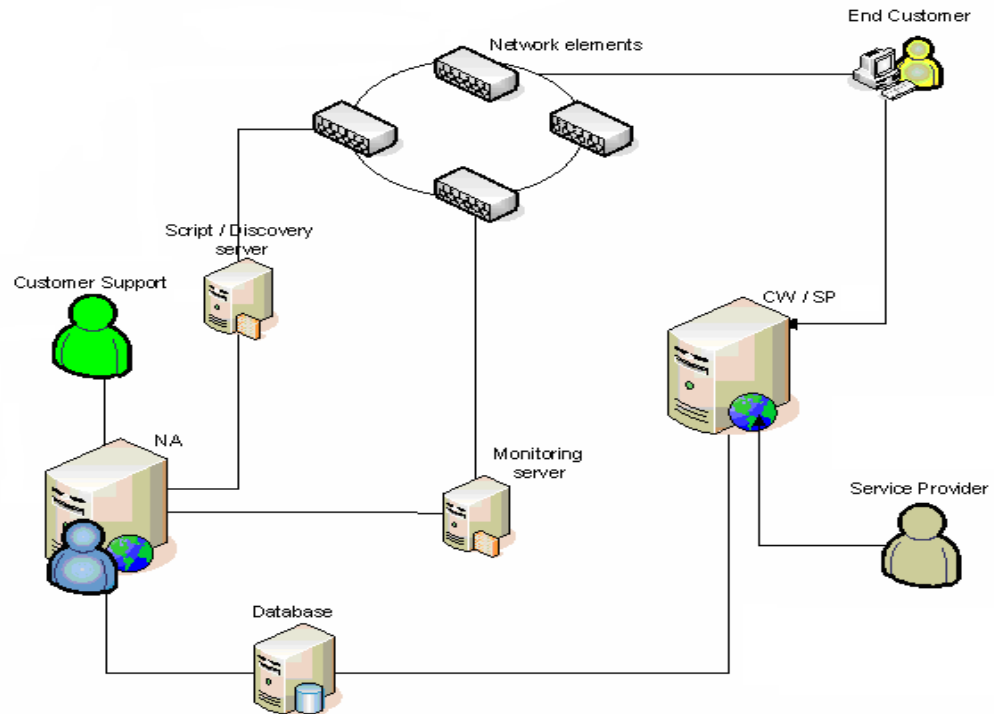 End Customer
Network elements
Script / Discovery
server
Customer Support
CW / SP
NA
Monitoring
server
Service Provider
Database